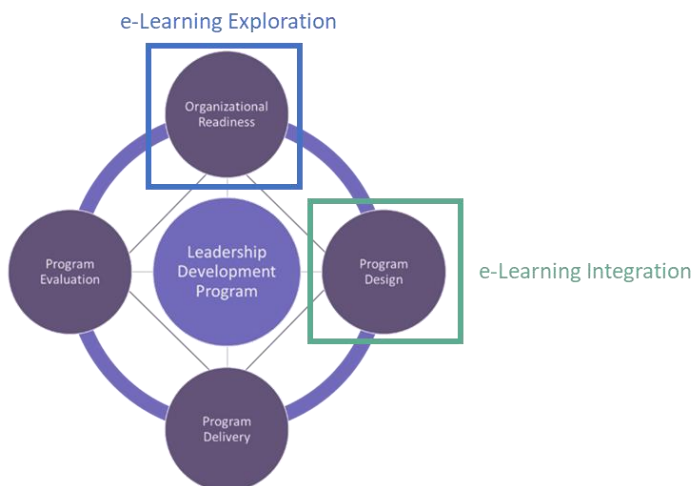 e-Learning Exploration
Organizational
Readiness
Leadership
Development
Program
Program
Evaluation
Program
Design
e-Learning Integration
Program
Delivery